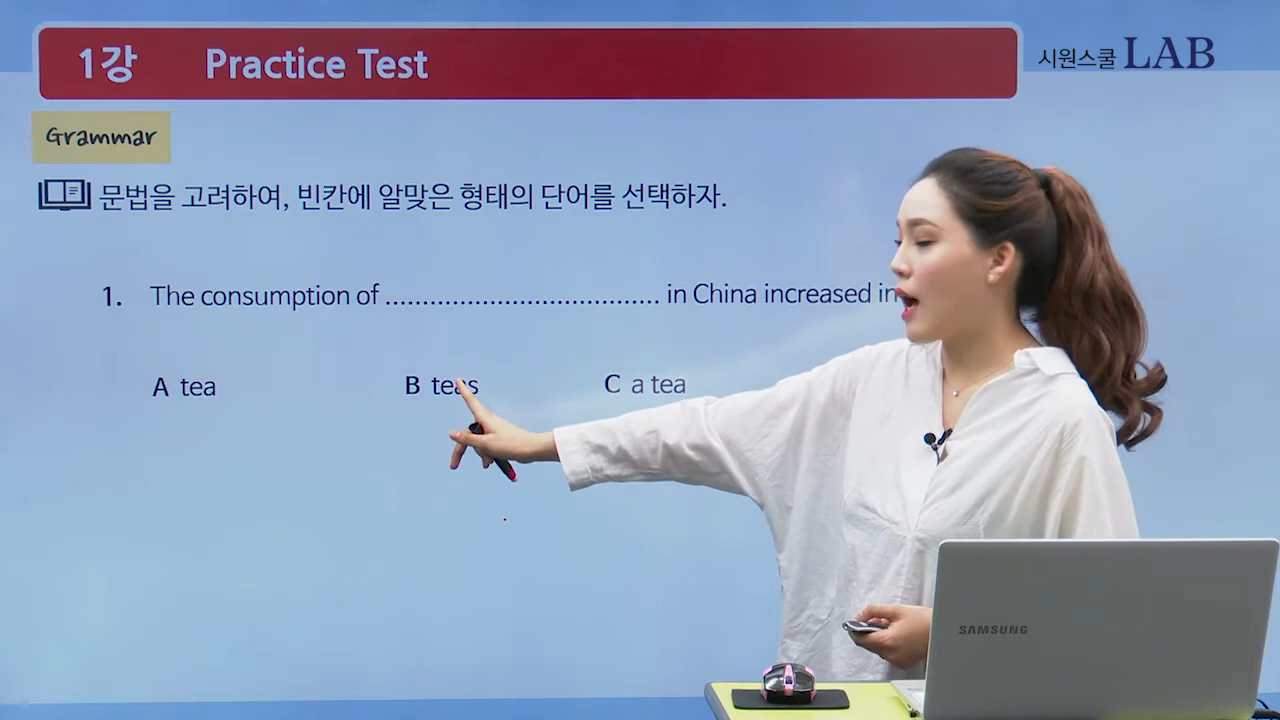 1강 Practice Test
시원스쿨 LAB
Grammar
문법을 고려하여, 빈칸에 알맞은 형태의 단어를 선택하자.
1. The consumption of ..................................... in China increased in
A tea B teas C a tea
SAMSUNG